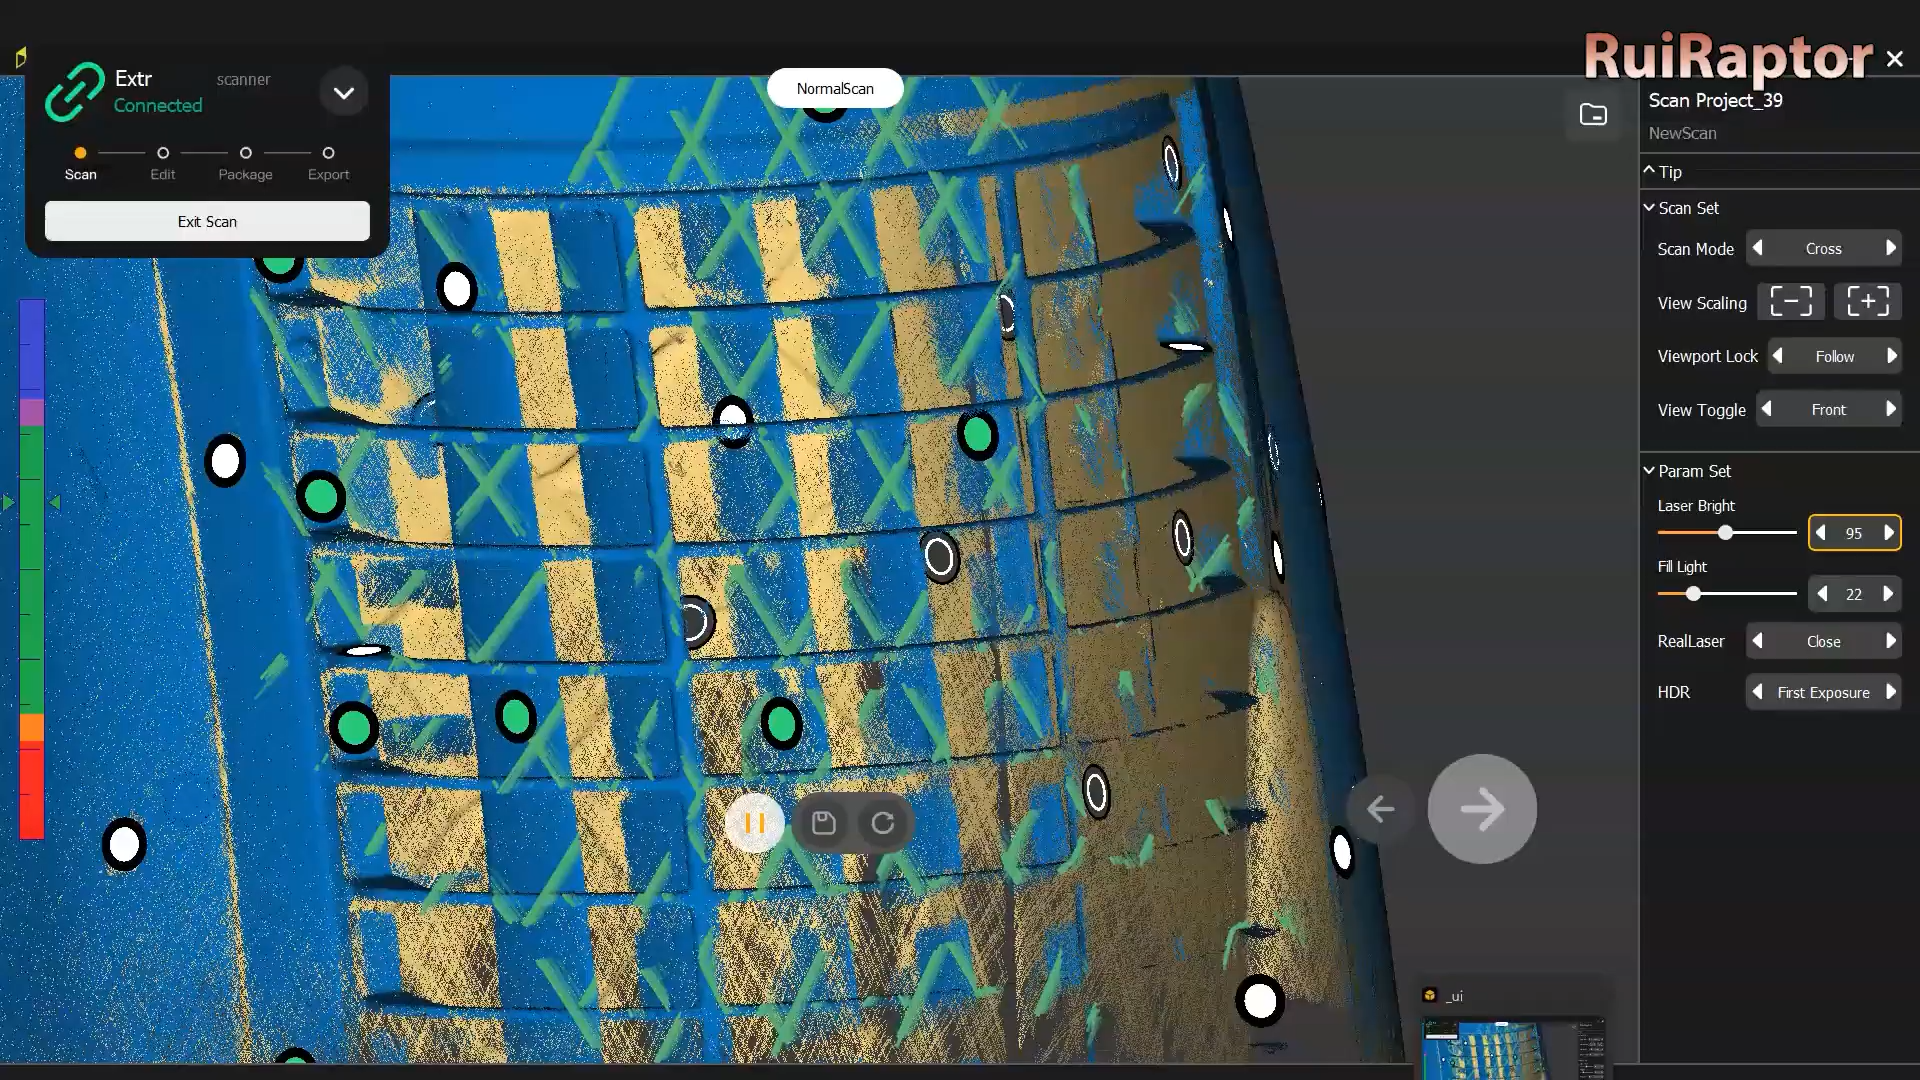 RuiRaptor
Extr
scanner
Connected
NormalScan
Scan
Edit
Package
Export
Exit Scan
Scan Project_39
NewScan
Tip
Scan Set
Scan Mode
Cross
View Scaling
Viewport Lock
Follow
View Toggle
Front
Param Set
Laser Bright
95
Fill Light
22
RealLaser
Close
HDR
First Exposure
_ui